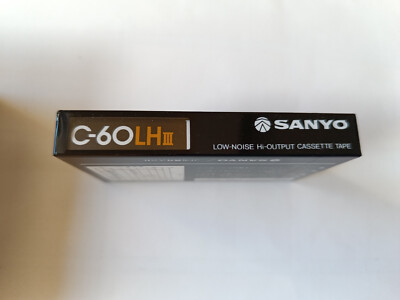 C-60LHIII
SANYO
LOW-NOISE Hi-OUTPUT CASSETTE TAPE